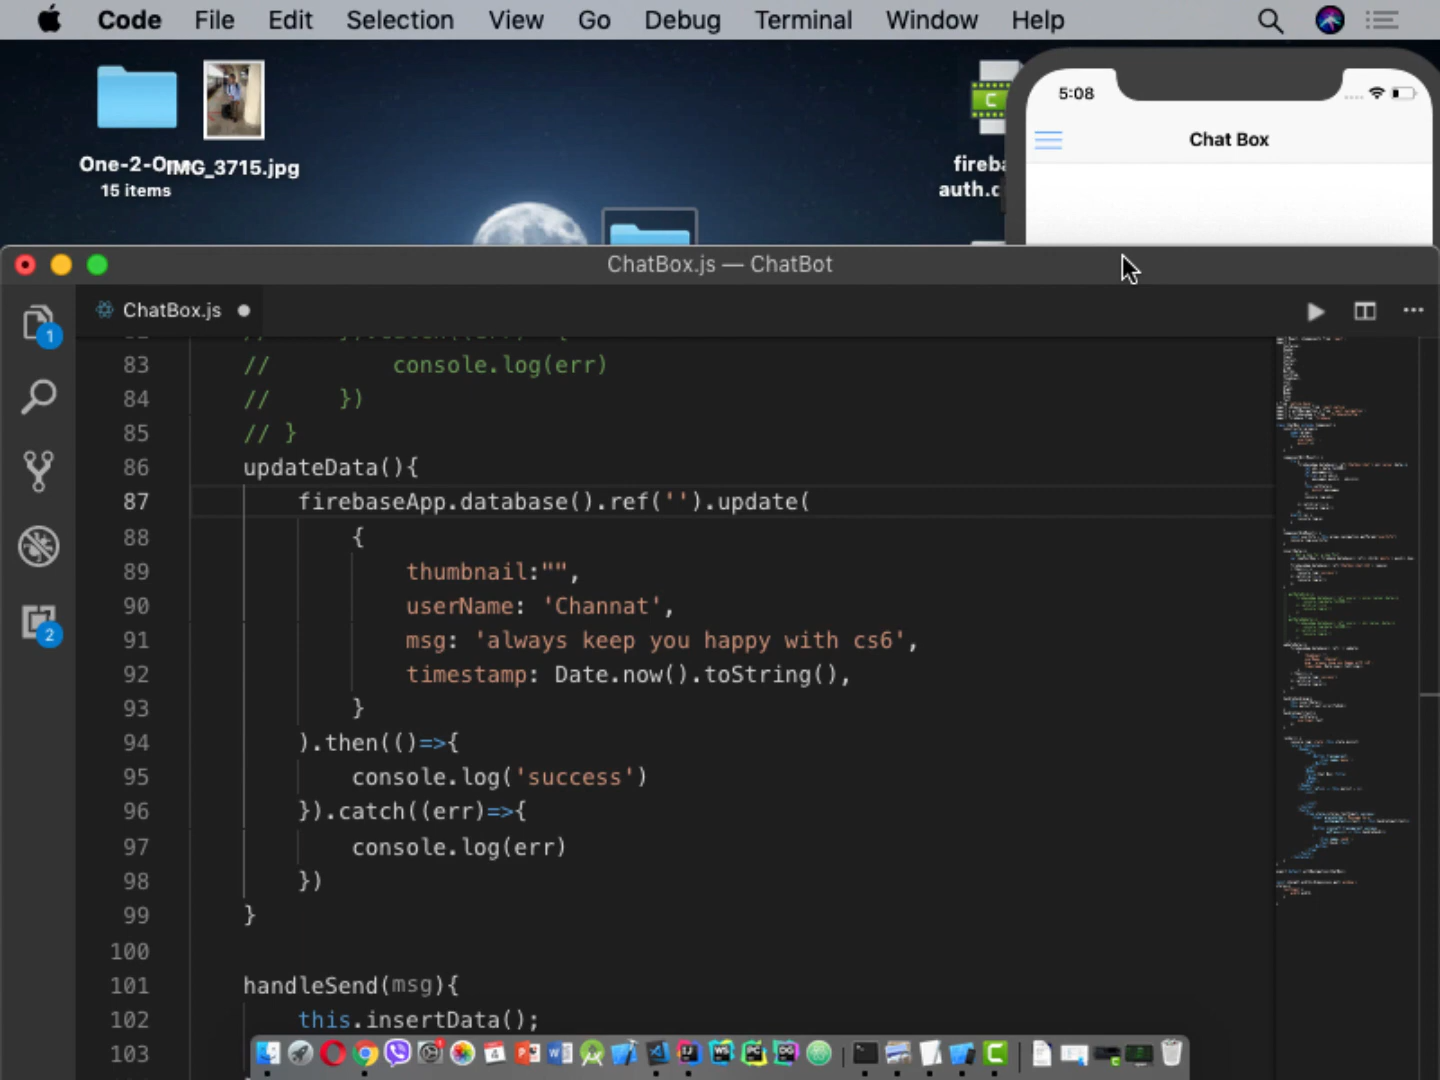 Code File Edit Selection View Go Debug Terminal Window Help
One-2-One
15 items
IMG_3715.jpg
auth.c
5:08
Chat Box
ChatBox.js — ChatBot
ChatBox.js
1
2
83 // console.log(err)
84 // })
85 // }
86 updateData(){
87 firebaseApp.database().ref('').update(
88 {
89 thumbnail:"",
90 userName: 'Channat',
91 msg: 'always keep you happy with cs6',
92 timestamp: Date.now().toString(),
93 }
94 ).then(()=>{
95 console.log('success')
96 }).catch((err)=>{
97 console.log(err)
98 })
99 }
100
101 handleSend(msg){
102 this.insertData();
103